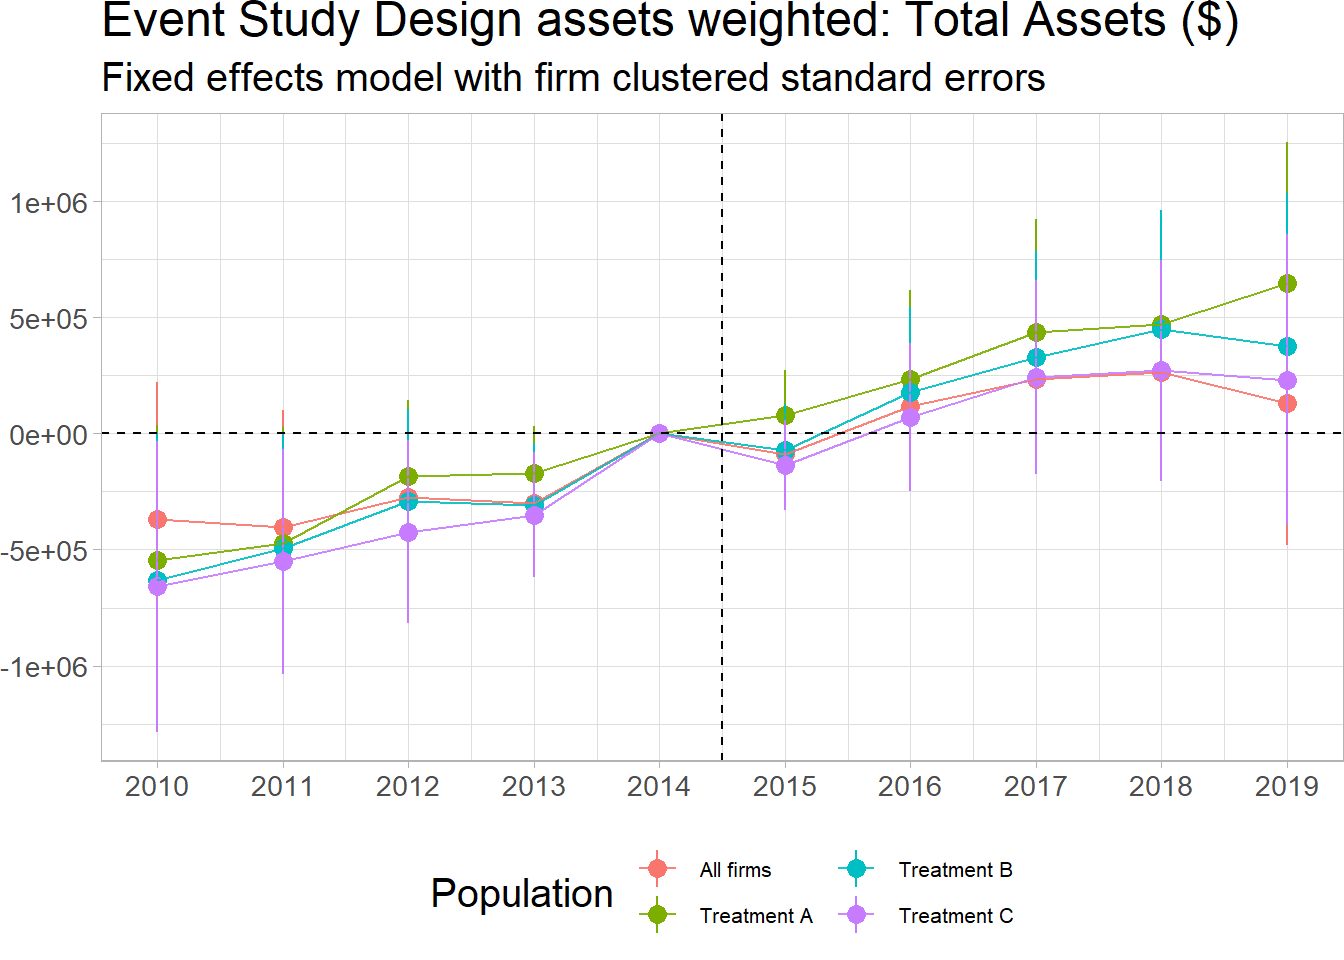 Event Study Design assets weighted: Total Assets ($)
Fixed effects model with firm clustered standard errors
1e+06
5e+05
0e+00
-5e+05
-1e+06
2010 2011 2012 2013 2014 2015 2016 2017 2018 2019
Population
All firms Treatment B
Treatment A Treatment C